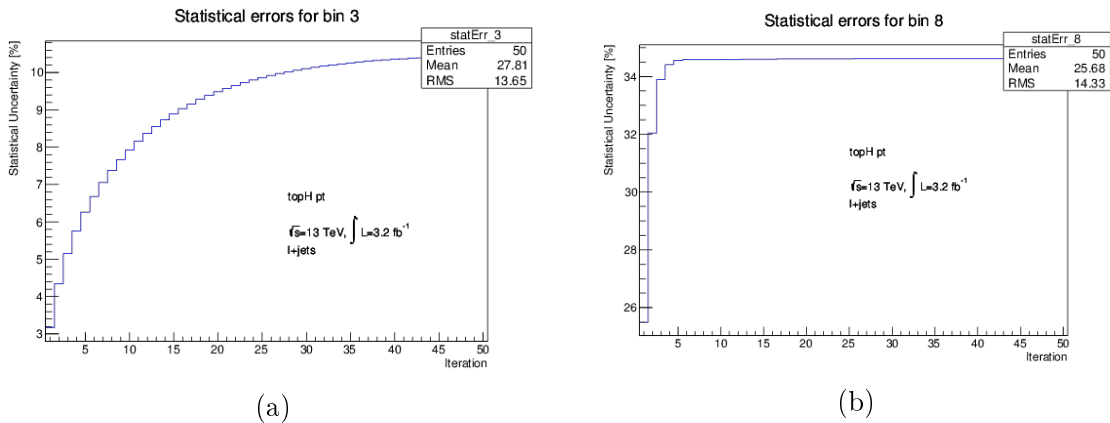 Statistical errors for bin 3
statErr_3
Entries 50
Mean 27.81
RMS 13.65
Statistical Uncertainty [%]
10
9
8
7
6
5
4
3
topH pt
√s=13 TeV, ∫ L=3.2 fb⁻¹
l+jets
5 10 15 20 25 30 35 40 45 50
Iteration
(a)
Statistical errors for bin 8
statErr_8
Entries 50
Mean 25.68
RMS 14.33
Statistical Uncertainty [%]
34
32
30
28
26
topH pt
√s=13 TeV, ∫ L=3.2 fb⁻¹
l+jets
5 10 15 20 25 30 35 40 45 50
Iteration
(b)